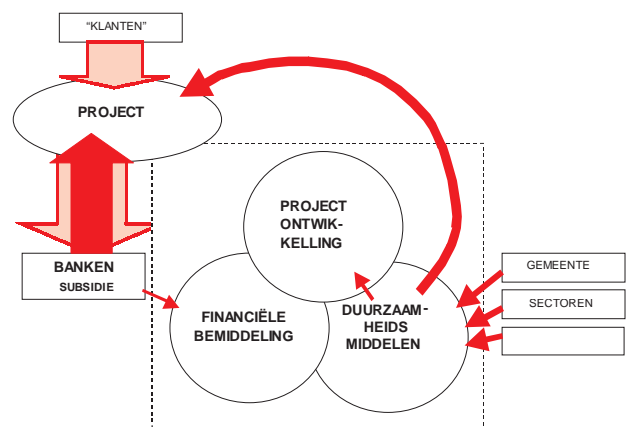 “KLANTEN”
PROJECT
PROJECT
ONTWIK-
KELLING
BANKEN
SUBSIDIE
FINANCIËLE
BEMIDDELING
DUURZAAM-
HEIDS
MIDDELEN
GEMEENTE
SECTOREN